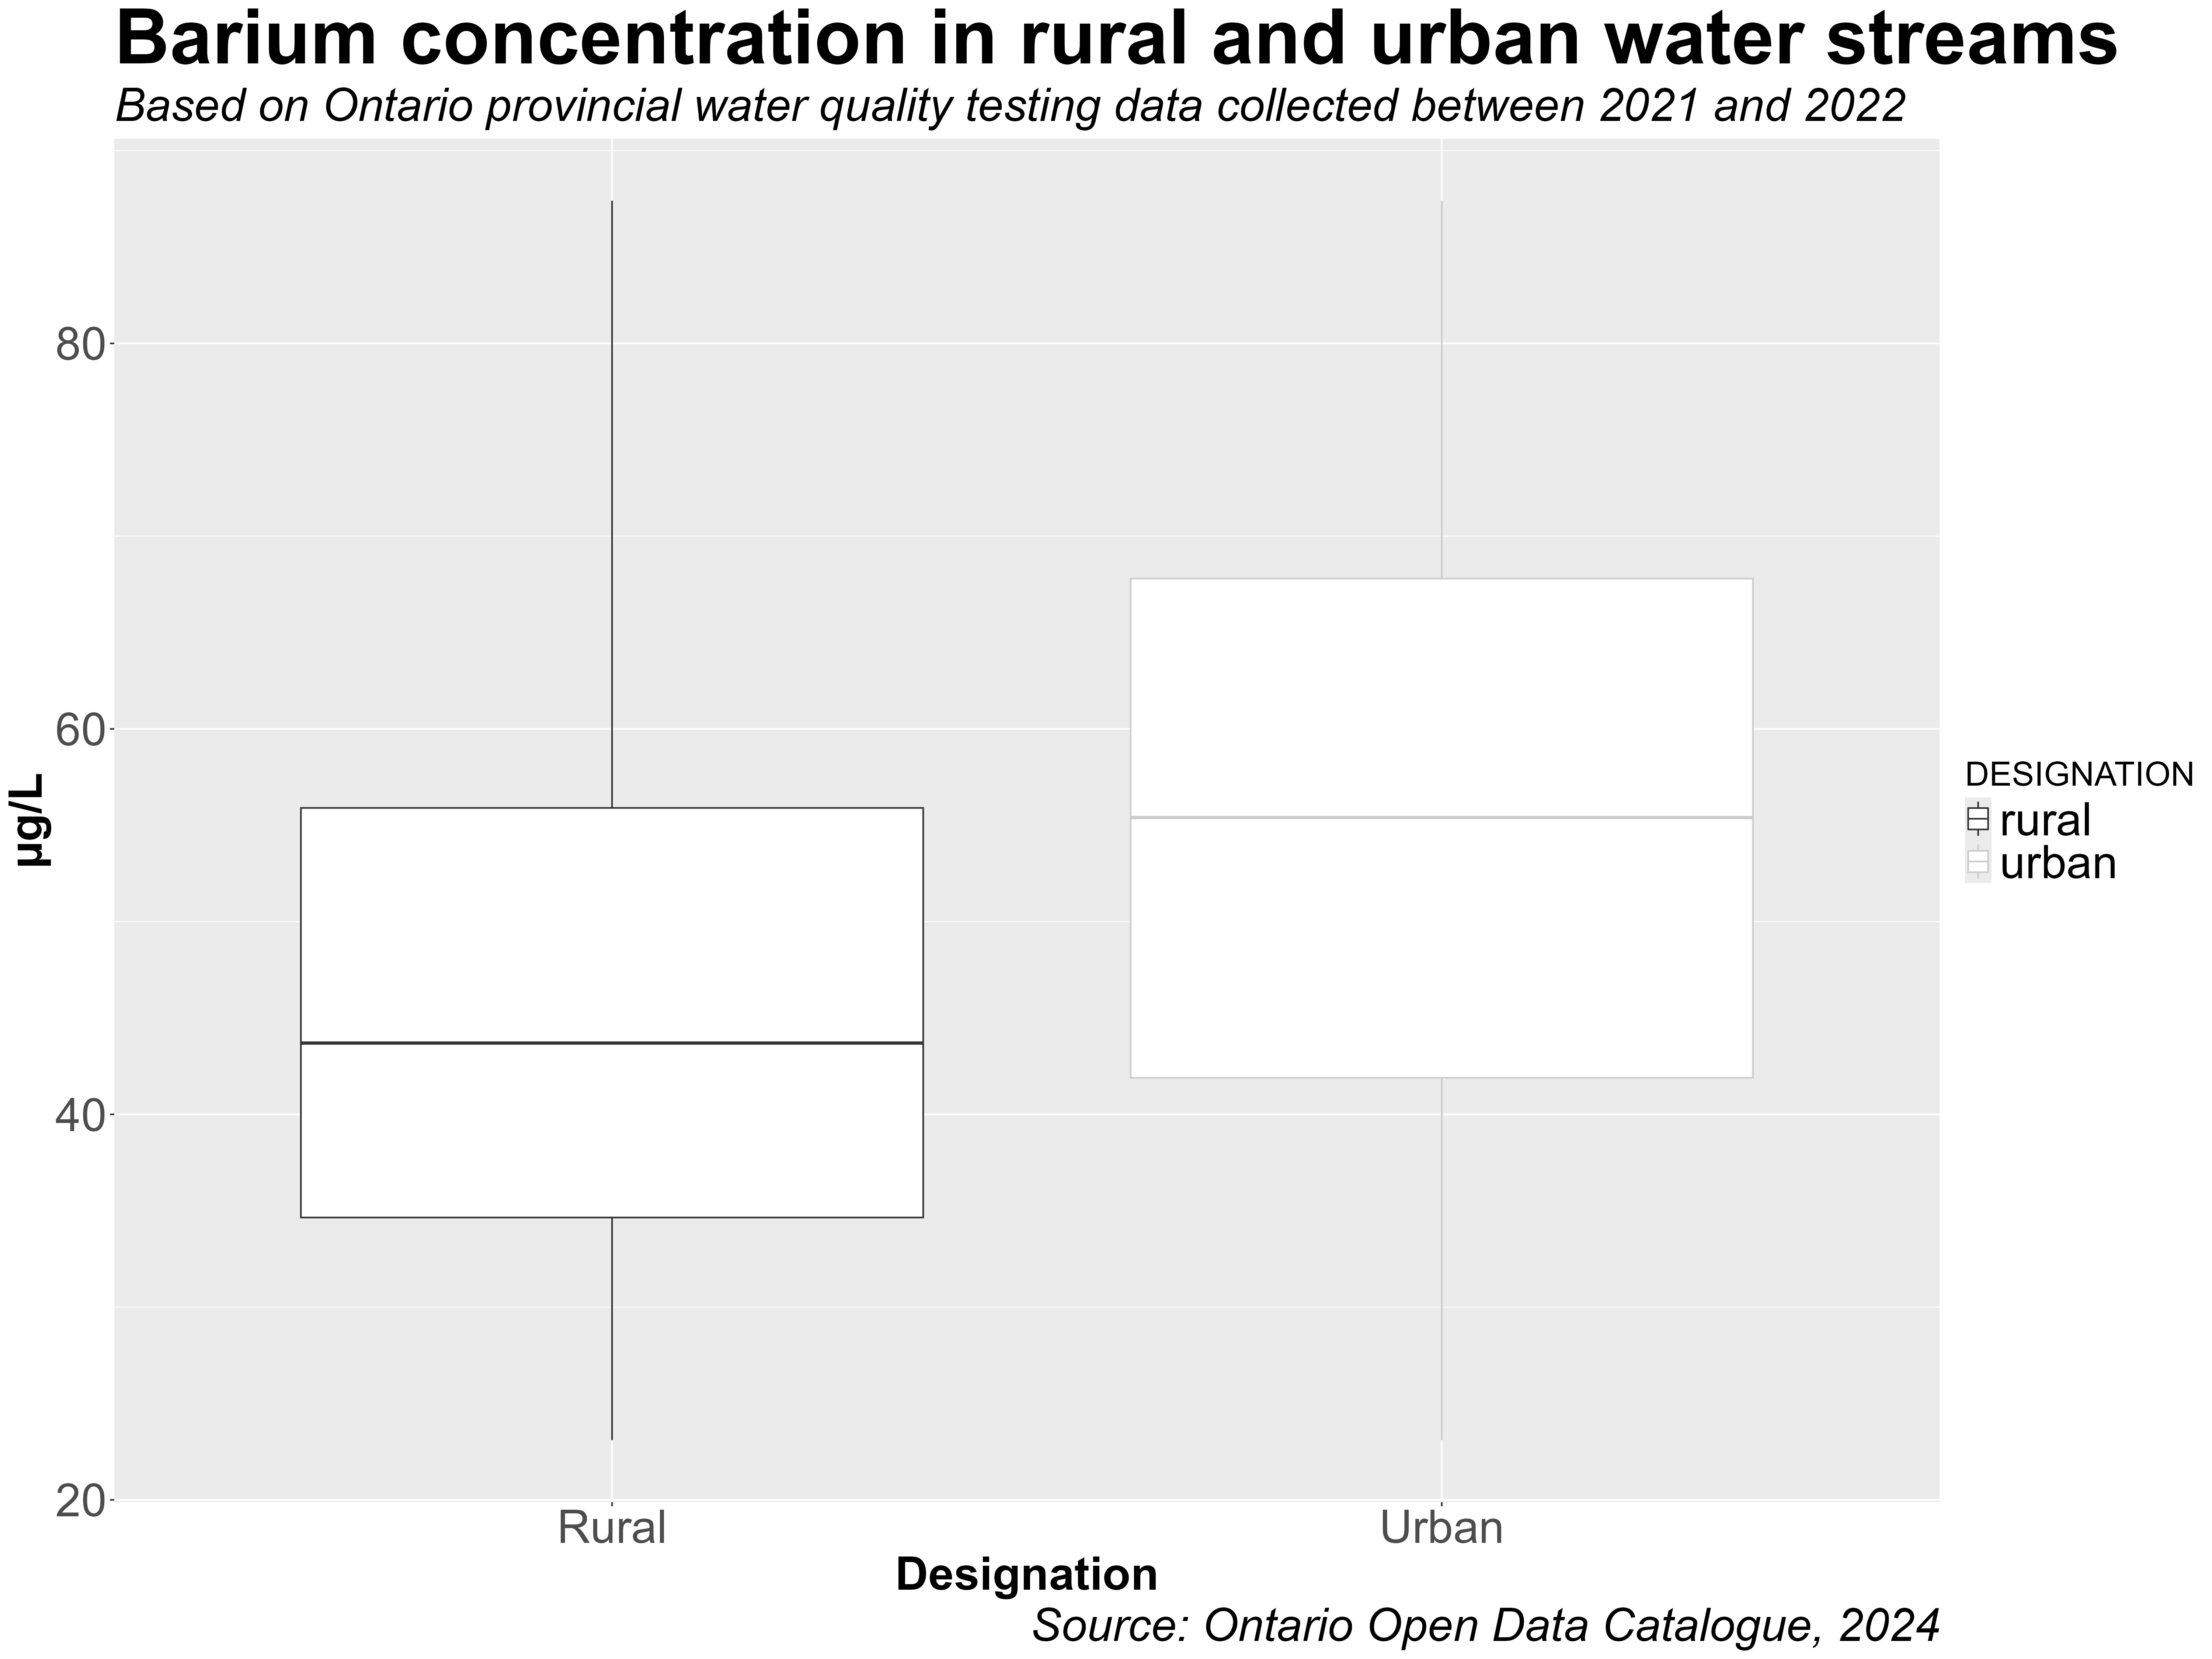 Barium concentration in rural and urban water streams
Based on Ontario provincial water quality testing data collected between 2021 and 2022
80
60
40
20
µg/L
Rural
Urban
Designation
DESIGNATION
rural
urban
Source: Ontario Open Data Catalogue, 2024